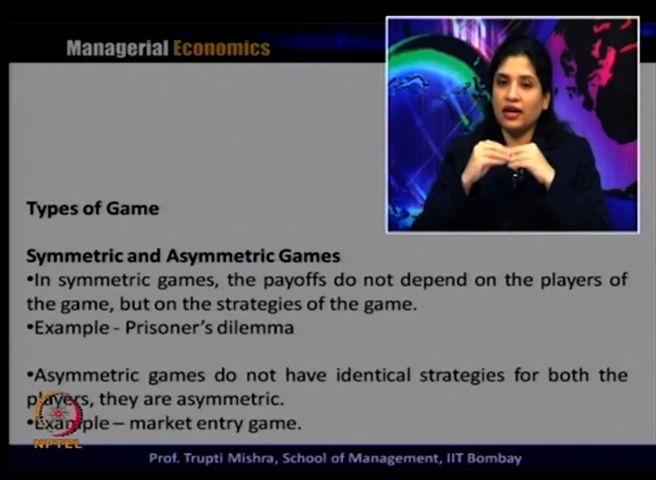 Managerial Economics
Types of Game
Symmetric and Asymmetric Games
•In symmetric games, the payoffs do not depend on the players of
the game, but on the strategies of the game.
•Example - Prisoner's dilemma
•Asymmetric games do not have identical strategies for both the
players, they are asymmetric.
•Example – market entry game.
NPTEL
Prof. Trupti Mishra, School of Management, IIT Bombay